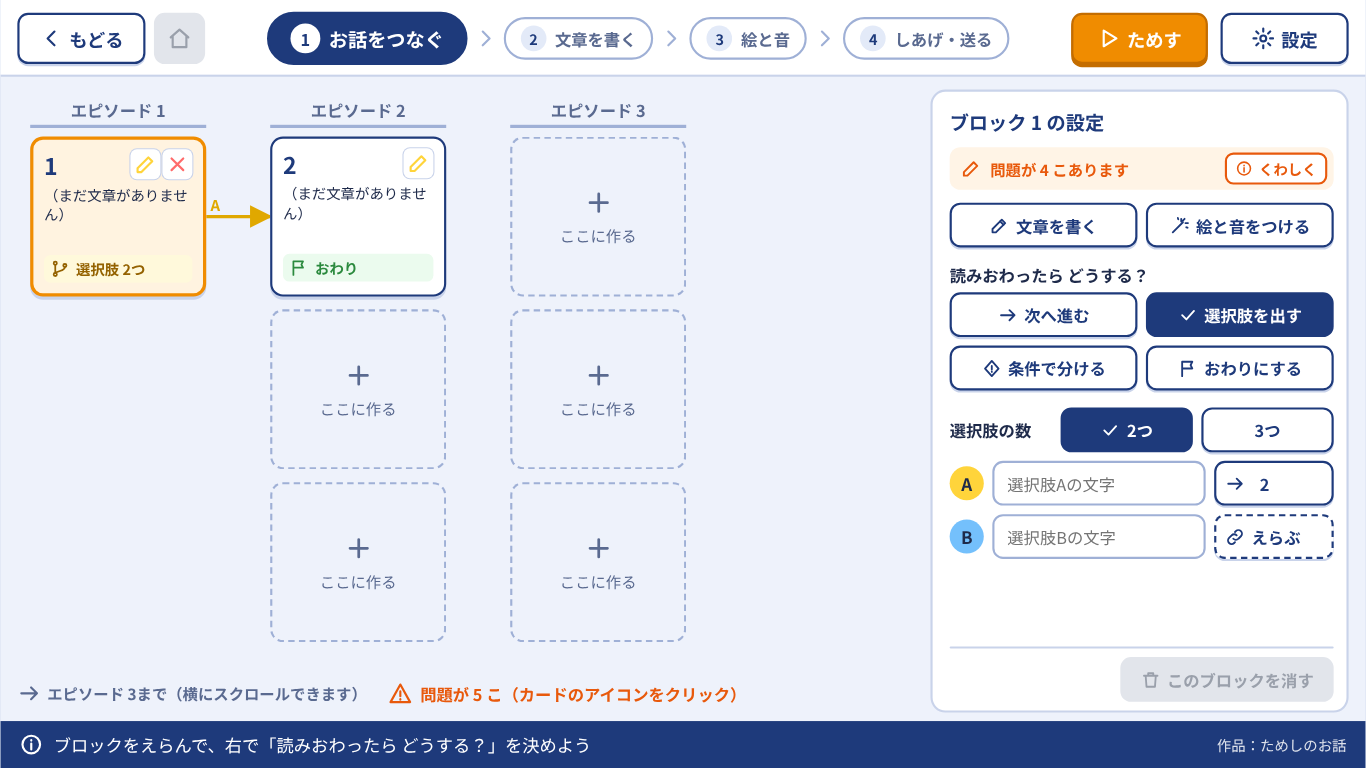 もどる
1 お話をつなぐ
2 文章を書く
3 絵と音
4 しあげ・送る
ためす
設定
エピソード 1
エピソード 2
エピソード 3
1
（まだ文章がありませ
ん）
選択肢 2つ
A
2
（まだ文章がありませ
ん）
おわり
ここに作る
ここに作る
ここに作る
ここに作る
ここに作る
エピソード 3まで（横にスクロールできます）
問題が 5 こ（カードのアイコンをクリック）
ブロック 1 の設定
問題が 4 こあります
くわしく
文章を書く
絵と音をつける
読みおわったら どうする？
次へ進む
選択肢を出す
条件で分ける
おわりにする
選択肢の数
2つ
3つ
A 選択肢Aの文字
2
B 選択肢Bの文字
えらぶ
このブロックを消す
ブロックをえらんで、右で「読みおわったら どうする？」を決めよう
作品：ためしのお話